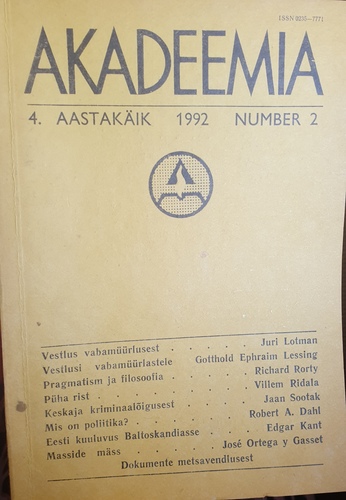 ISSN 0235—7771
AKADEEMIA
4. AASTAKÄIK 1992 NUMBER 2
Vestlus vabamüürlusest . . . . . Juri Lotman
Vestlusi vabamüürlastele Gotthold Ephraim Lessing
Pragmatism ja filosoofia . . . . . Richard Rorty
Püha rist . . . . . . . . Villem Ridala
Keskaja kriminaalõigusest . . . . . Jaan Sootak
Mis on poliitika? . . . . . Robert A. Dahl
Eesti kuuluvus Baltoskandiasse . . . Edgar Kant
Masside mäss . . . . José Ortega y Gasset
Dokumente metsavendlusest